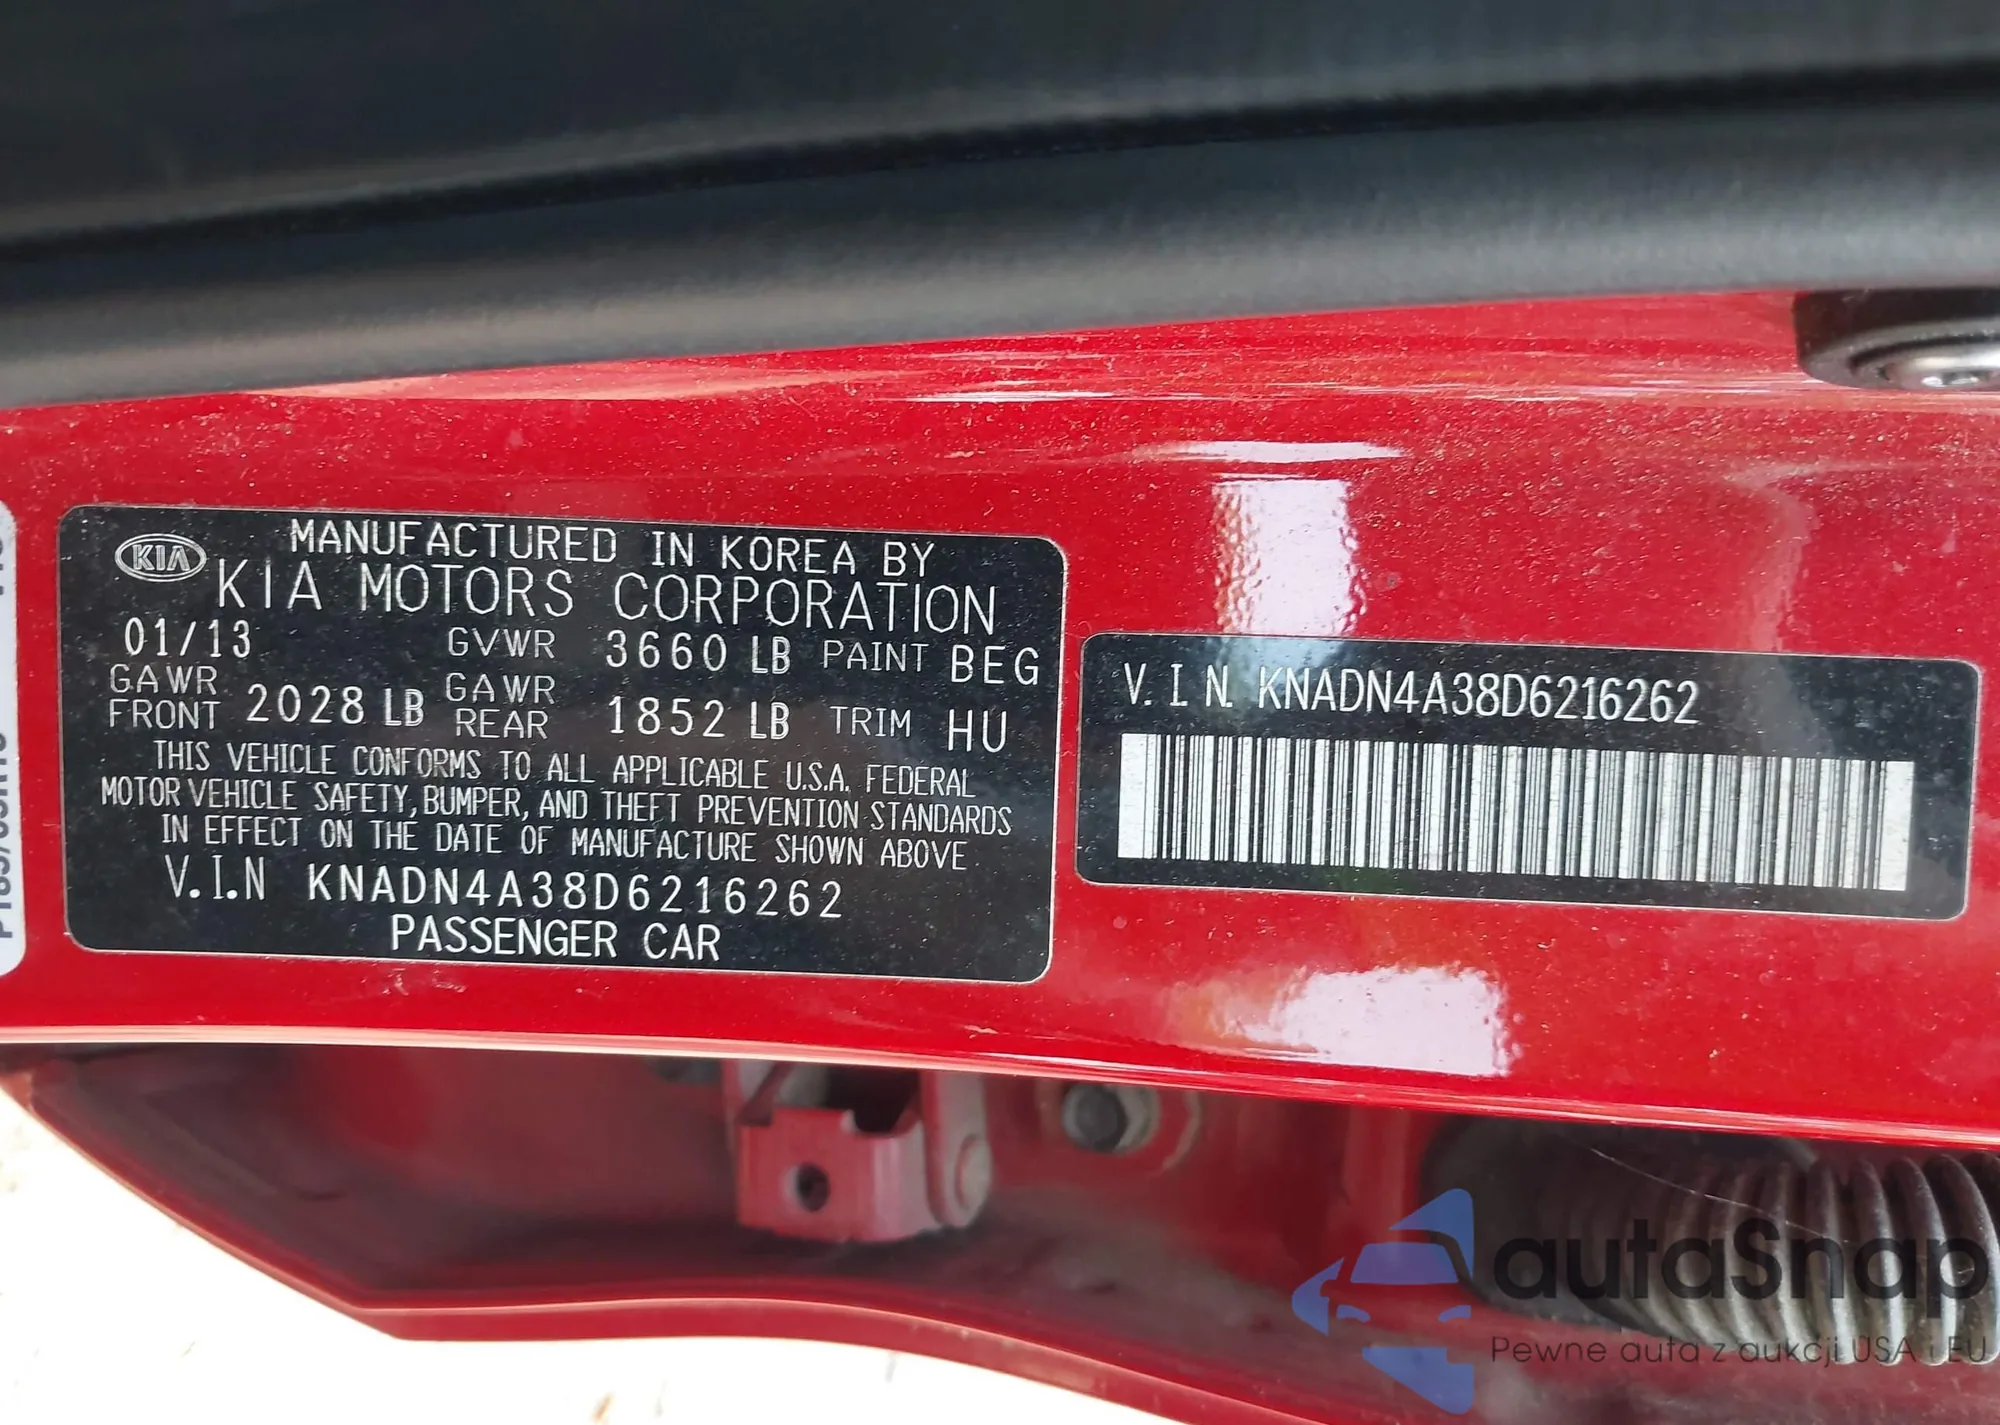 KIA
MANUFACTURED IN KOREA BY
KIA MOTORS CORPORATION
01/13 GVWR 3660 LB PAINT BEG
GAWR FRONT 2028 LB GAWR REAR 1852 LB TRIM HU
THIS VEHICLE CONFORMS TO ALL APPLICABLE U.S.A. FEDERAL
MOTOR VEHICLE SAFETY, BUMPER, AND THEFT PREVENTION STANDARDS
IN EFFECT ON THE DATE OF MANUFACTURE SHOWN ABOVE
V.I.N KNADN4A38D6216262
PASSENGER CAR
V.I.N. KNADN4A38D6216262
autaSnap
Pewne auta z aukcji USA i EU